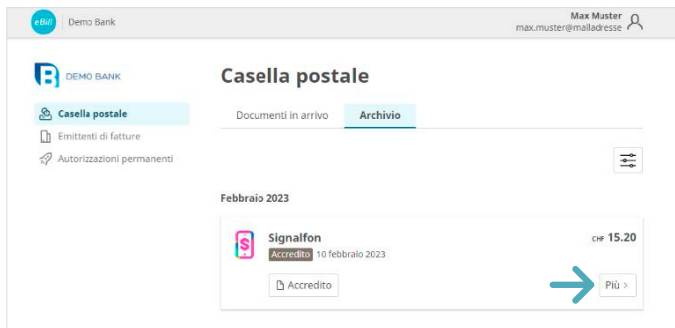 eBill Demo Bank
Max Muster
max.muster@mailadresse
DEMO BANK
Casella postale
Emittenti di fatture
Autorizzazioni permanenti
Casella postale
Documenti in arrivo Archivio
Febbraio 2023
Signalfon
CHF 15.20
Accredito 10 febbraio 2023
Accredito
Più >